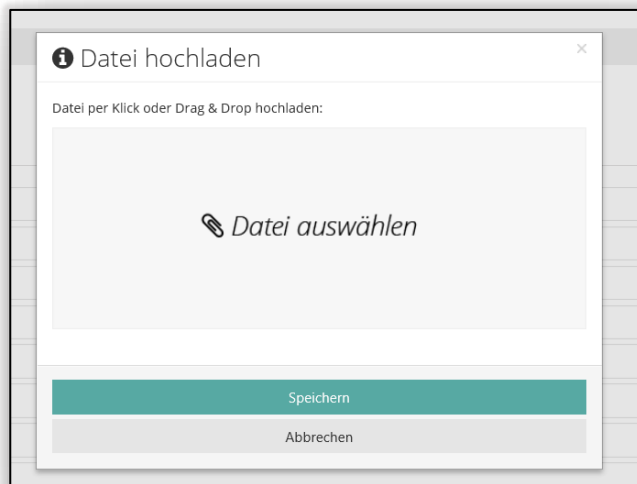 Datei hochladen
Datei per Klick oder Drag & Drop hochladen:
Datei auswählen
Speichern
Abbrechen